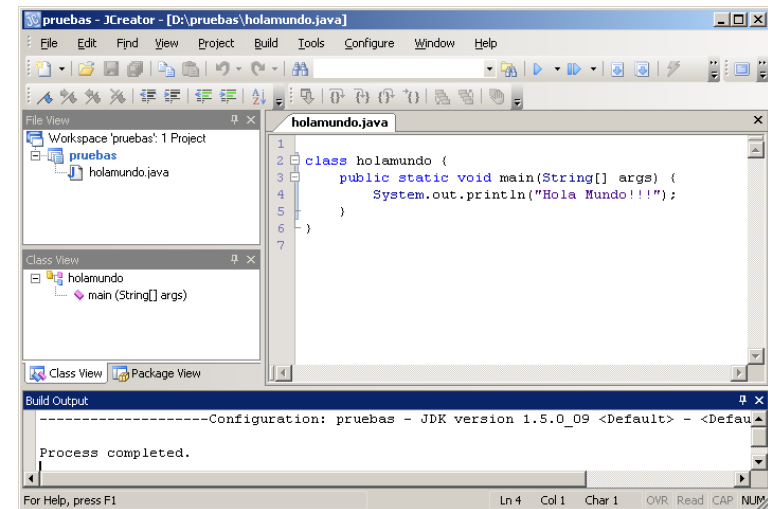 pruebas - JCreator - [D:\pruebas\holamundo.java]
File Edit Find View Project Build Tools Configure Window Help
File View
Workspace 'pruebas': 1 Project
pruebas
holamundo.java
Class View
holamundo
main (String[] args)
Class View Package View
holamundo.java
1
2 class holamundo {
3 public static void main(String[] args) {
4 System.out.println("Hola Mundo!!!");
5 }
6 }
7
Build Output
--------------------Configuration: pruebas - JDK version 1.5.0_09 <Default> - <Defau
Process completed.
For Help, press F1 Ln 4 Col 1 Char 1 OVR Read CAP NUM